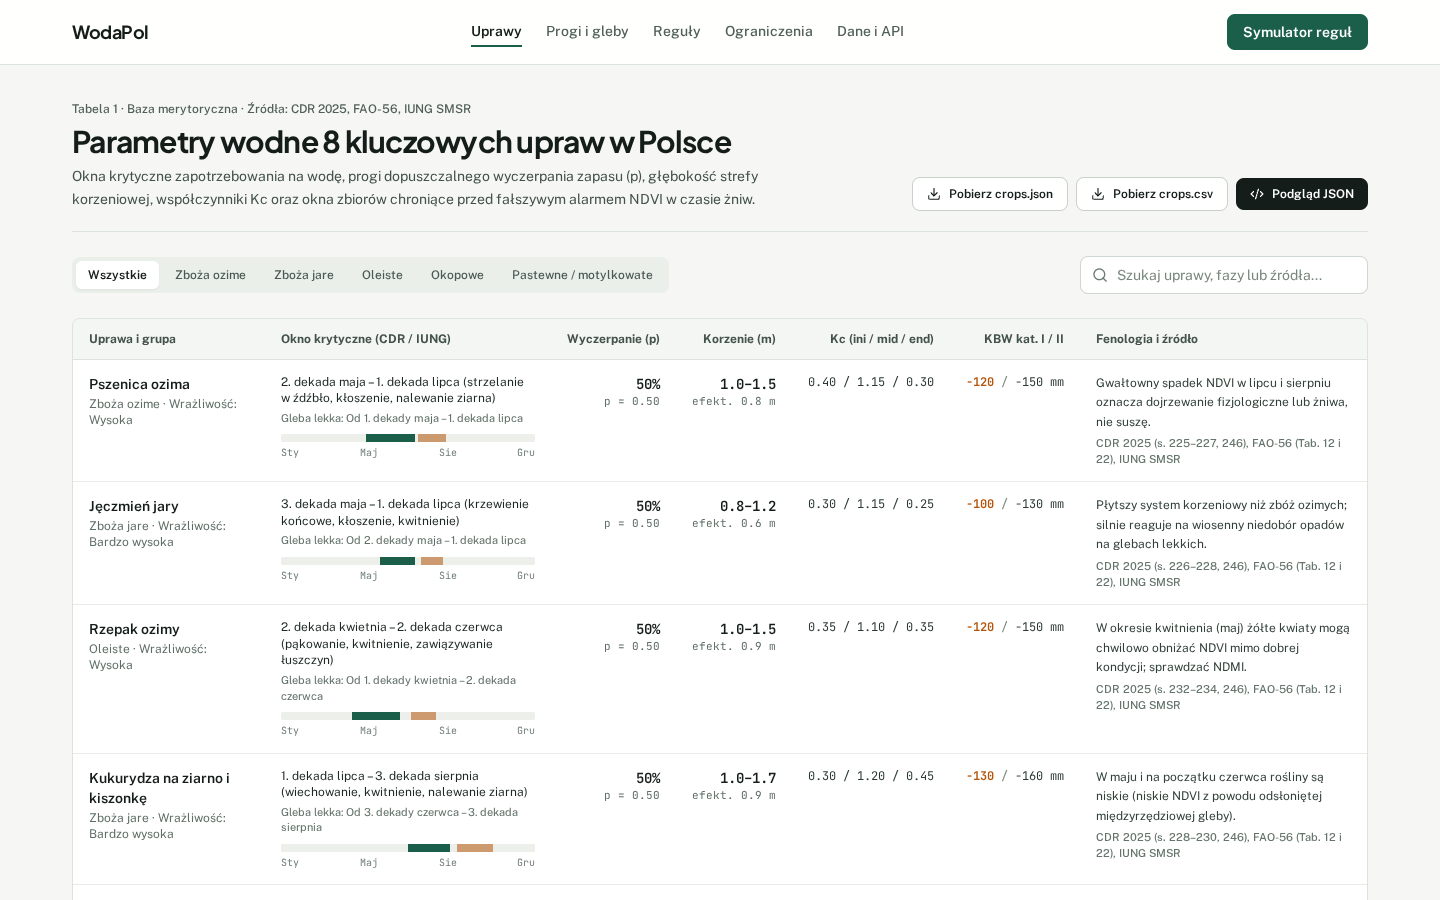 WodaPol
Uprawy
Progi i gleby
Reguły
Ograniczenia
Dane i API
Symulator reguł
Tabela 1 · Baza merytoryczna · Źródła: CDR 2025, FAO-56, IUNG SMSR
Parametry wodne 8 kluczowych upraw w Polsce
Okna krytyczne zapotrzebowania na wodę, progi dopuszczalnego wyczerpania zapasu (p), głębokość strefy
korzeniowej, współczynniki Kc oraz okna zbiorów chroniące przed fałszywym alarmem NDVI w czasie żniw.
Pobierz crops.json
Pobierz crops.csv
Podgląd JSON
Wszystkie
Zboża ozime
Zboża jare
Oleiste
Okopowe
Pastewne / motylkowate
Szukaj uprawy, fazy lub źródła...
Uprawa i grupa
Okno krytyczne (CDR / IUNG)
Wyczerpanie (p)
Korzenie (m)
Kc (ini / mid / end)
KBW kat. I / II
Fenologia i źródło
Pszenica ozima
Zboża ozime · Wrażliwość:
Wysoka
2. dekada maja – 1. dekada lipca (strzelanie
w źdźbło, kłoszenie, nalewanie ziarna)
Gleba lekka: Od 1. dekady maja – 1. dekada lipca
Sty Maj Sie Gru
50%
p = 0.50
1.0–1.5
efekt. 0.8 m
0.40 / 1.15 / 0.30
-120 / -150 mm
Gwałtowny spadek NDVI w lipcu i sierpniu
oznacza dojrzewanie fizjologiczne lub żniwa,
nie suszę.
CDR 2025 (s. 225–227, 246), FAO-56 (Tab. 12 i
22), IUNG SMSR
Jęczmień jary
Zboża jare · Wrażliwość:
Bardzo wysoka
3. dekada maja – 1. dekada lipca (krzewienie
końcowe, kłoszenie, kwitnienie)
Gleba lekka: Od 2. dekady maja – 1. dekada lipca
Sty Maj Sie Gru
50%
p = 0.50
0.8–1.2
efekt. 0.6 m
0.30 / 1.15 / 0.25
-100 / -130 mm
Płytszy system korzeniowy niż zbóż ozimych;
silnie reaguje na wiosenny niedobór opadów
na glebach lekkich.
CDR 2025 (s. 226–228, 246), FAO-56 (Tab. 12 i
22), IUNG SMSR
Rzepak ozimy
Oleiste · Wrażliwość:
Wysoka
2. dekada kwietnia – 2. dekada czerwca
(pąkowanie, kwitnienie, zawiązywanie
łuszczyn)
Gleba lekka: Od 1. dekady kwietnia – 2. dekada
czerwca
Sty Maj Sie Gru
50%
p = 0.50
1.0–1.5
efekt. 0.9 m
0.35 / 1.10 / 0.35
-120 / -150 mm
W okresie kwitnienia (maj) żółte kwiaty mogą
chwilowo obniżać NDVI mimo dobrej
kondycji; sprawdzać NDMI.
CDR 2025 (s. 232–234, 246), FAO-56 (Tab. 12 i
22), IUNG SMSR
Kukurydza na ziarno i
kiszonkę
Zboża jare · Wrażliwość:
Bardzo wysoka
1. dekada lipca – 3. dekada sierpnia
(wiechowanie, kwitnienie, nalewanie ziarna)
Gleba lekka: Od 3. dekady czerwca – 3. dekada
sierpnia
Sty Maj Sie Gru
50%
p = 0.50
1.0–1.7
efekt. 0.9 m
0.30 / 1.20 / 0.45
-130 / -160 mm
W maju i na początku czerwca rośliny są
niskie (niskie NDVI z powodu odsłoniętej
międzyrzędziowej gleby).
CDR 2025 (s. 228–230, 246), FAO-56 (Tab. 12 i
22), IUNG SMSR